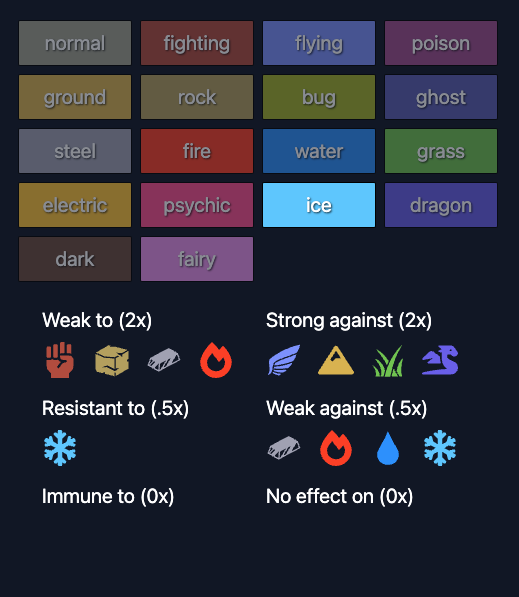 normal fighting flying poison
ground rock bug ghost
steel fire water grass
electric psychic ice dragon
dark fairy
Weak to (2x) Strong against (2x)
Resistant to (.5x) Weak against (.5x)
Immune to (0x) No effect on (0x)